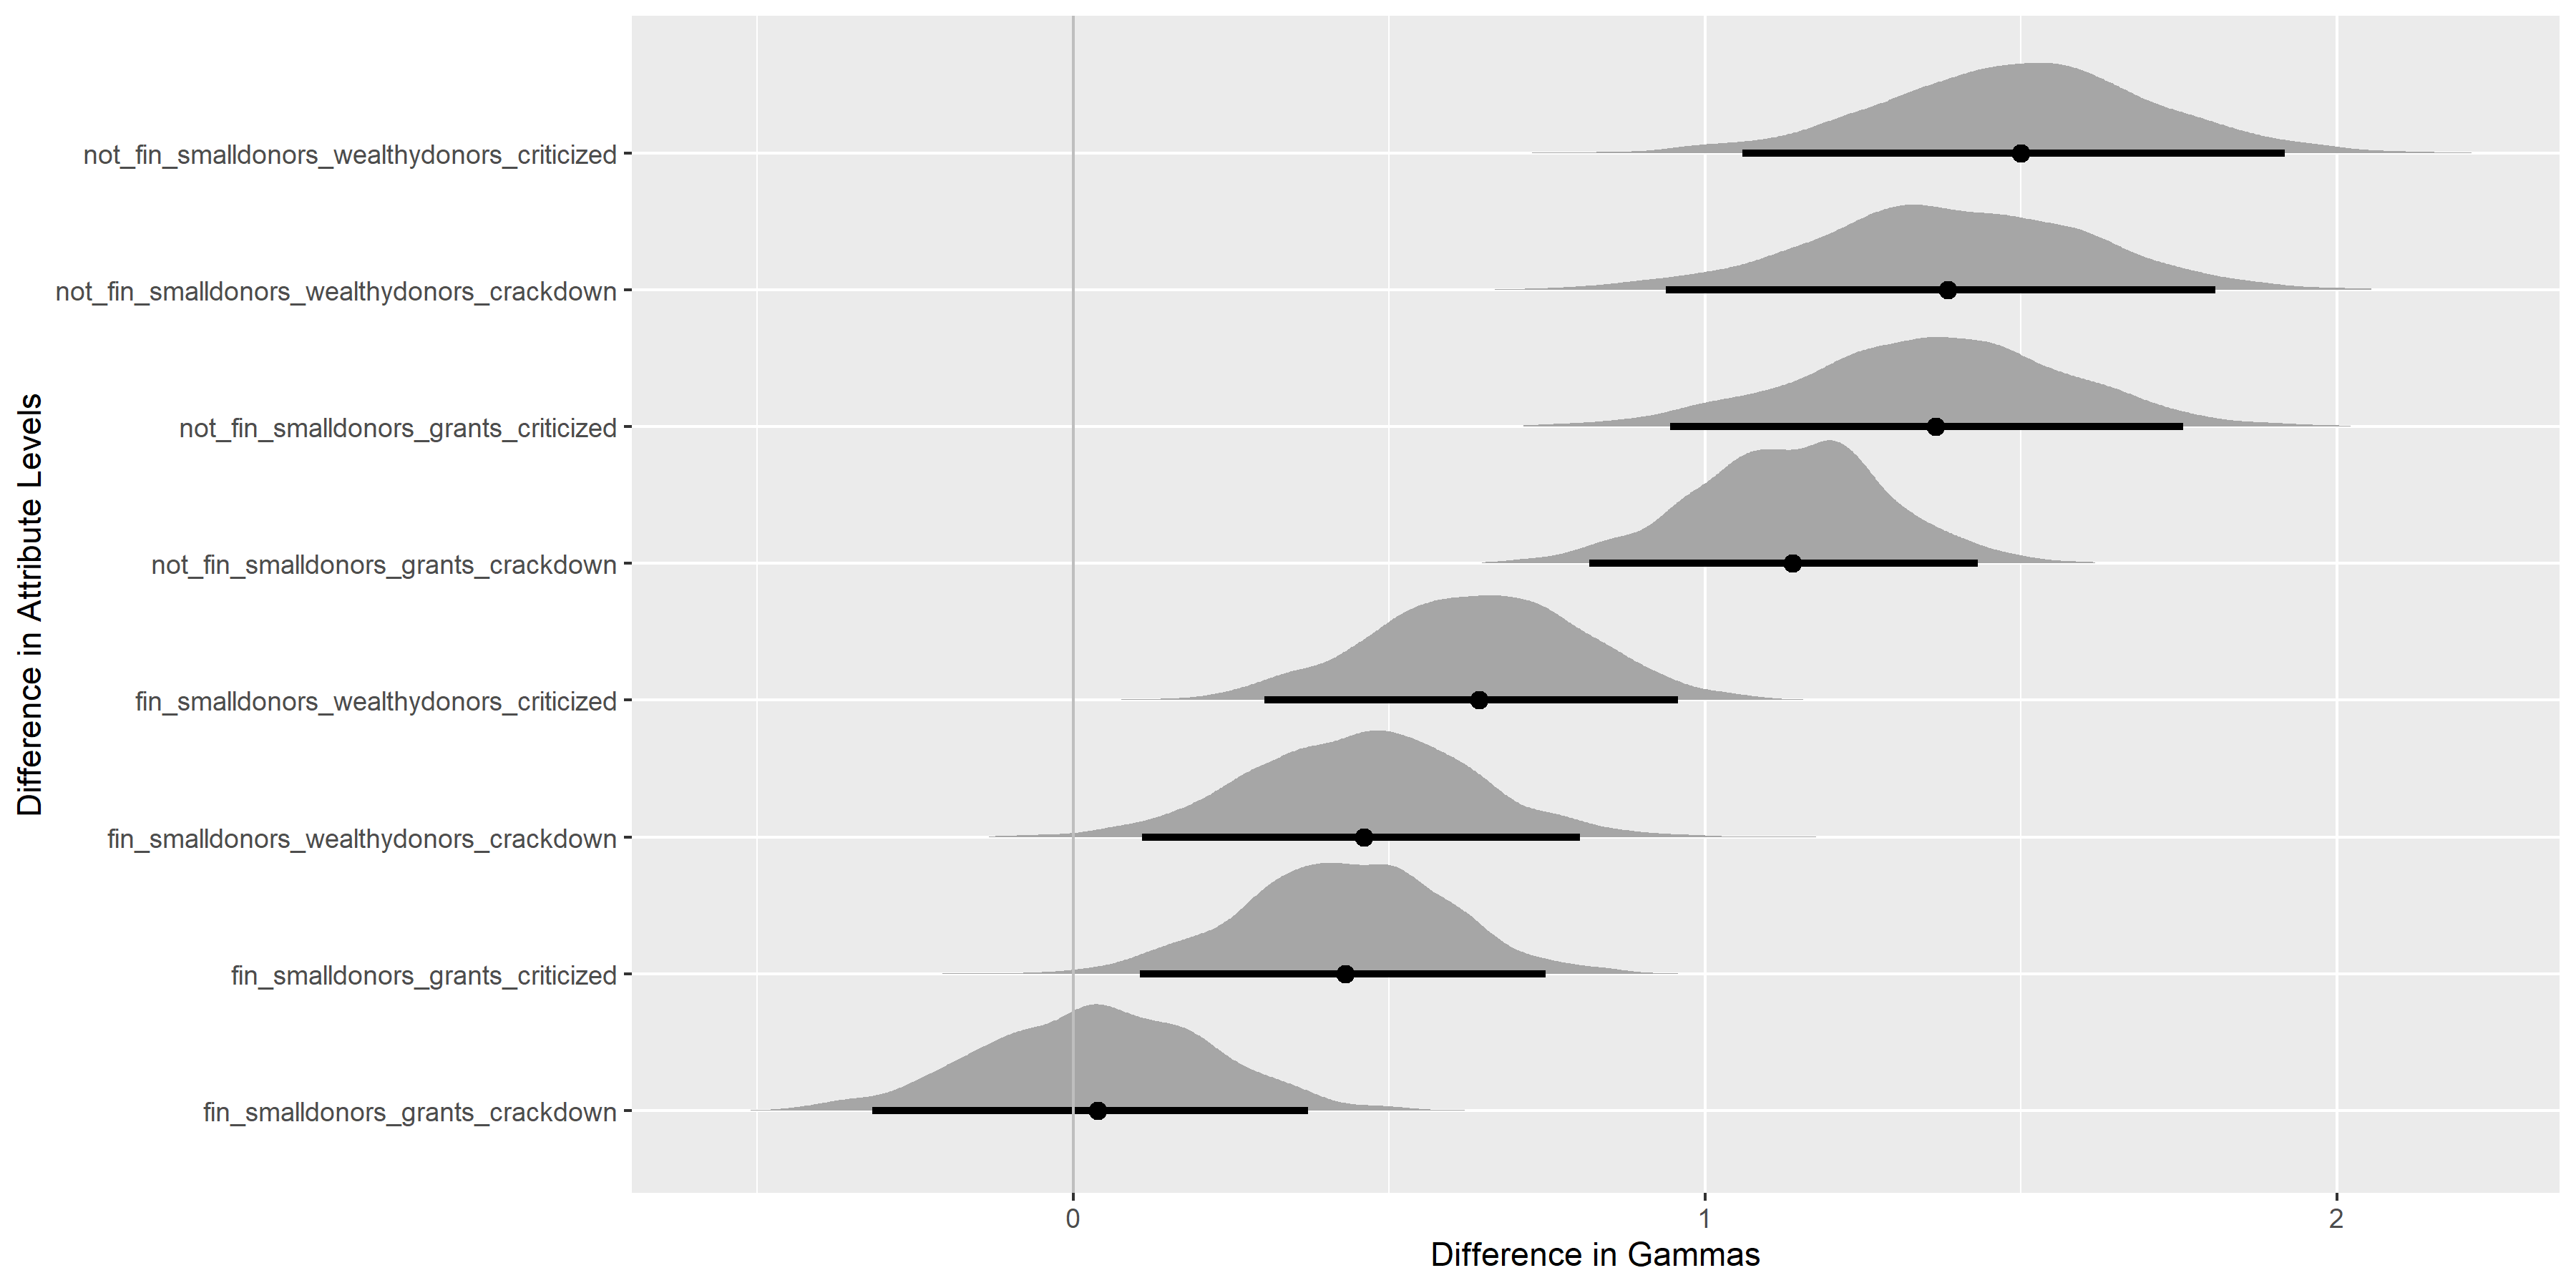 Difference in Attribute Levels
not_fin_smalldonors_wealthydonors_criticized
not_fin_smalldonors_wealthydonors_crackdown
not_fin_smalldonors_grants_criticized
not_fin_smalldonors_grants_crackdown
fin_smalldonors_wealthydonors_criticized
fin_smalldonors_wealthydonors_crackdown
fin_smalldonors_grants_criticized
fin_smalldonors_grants_crackdown
0 1 2
Difference in Gammas